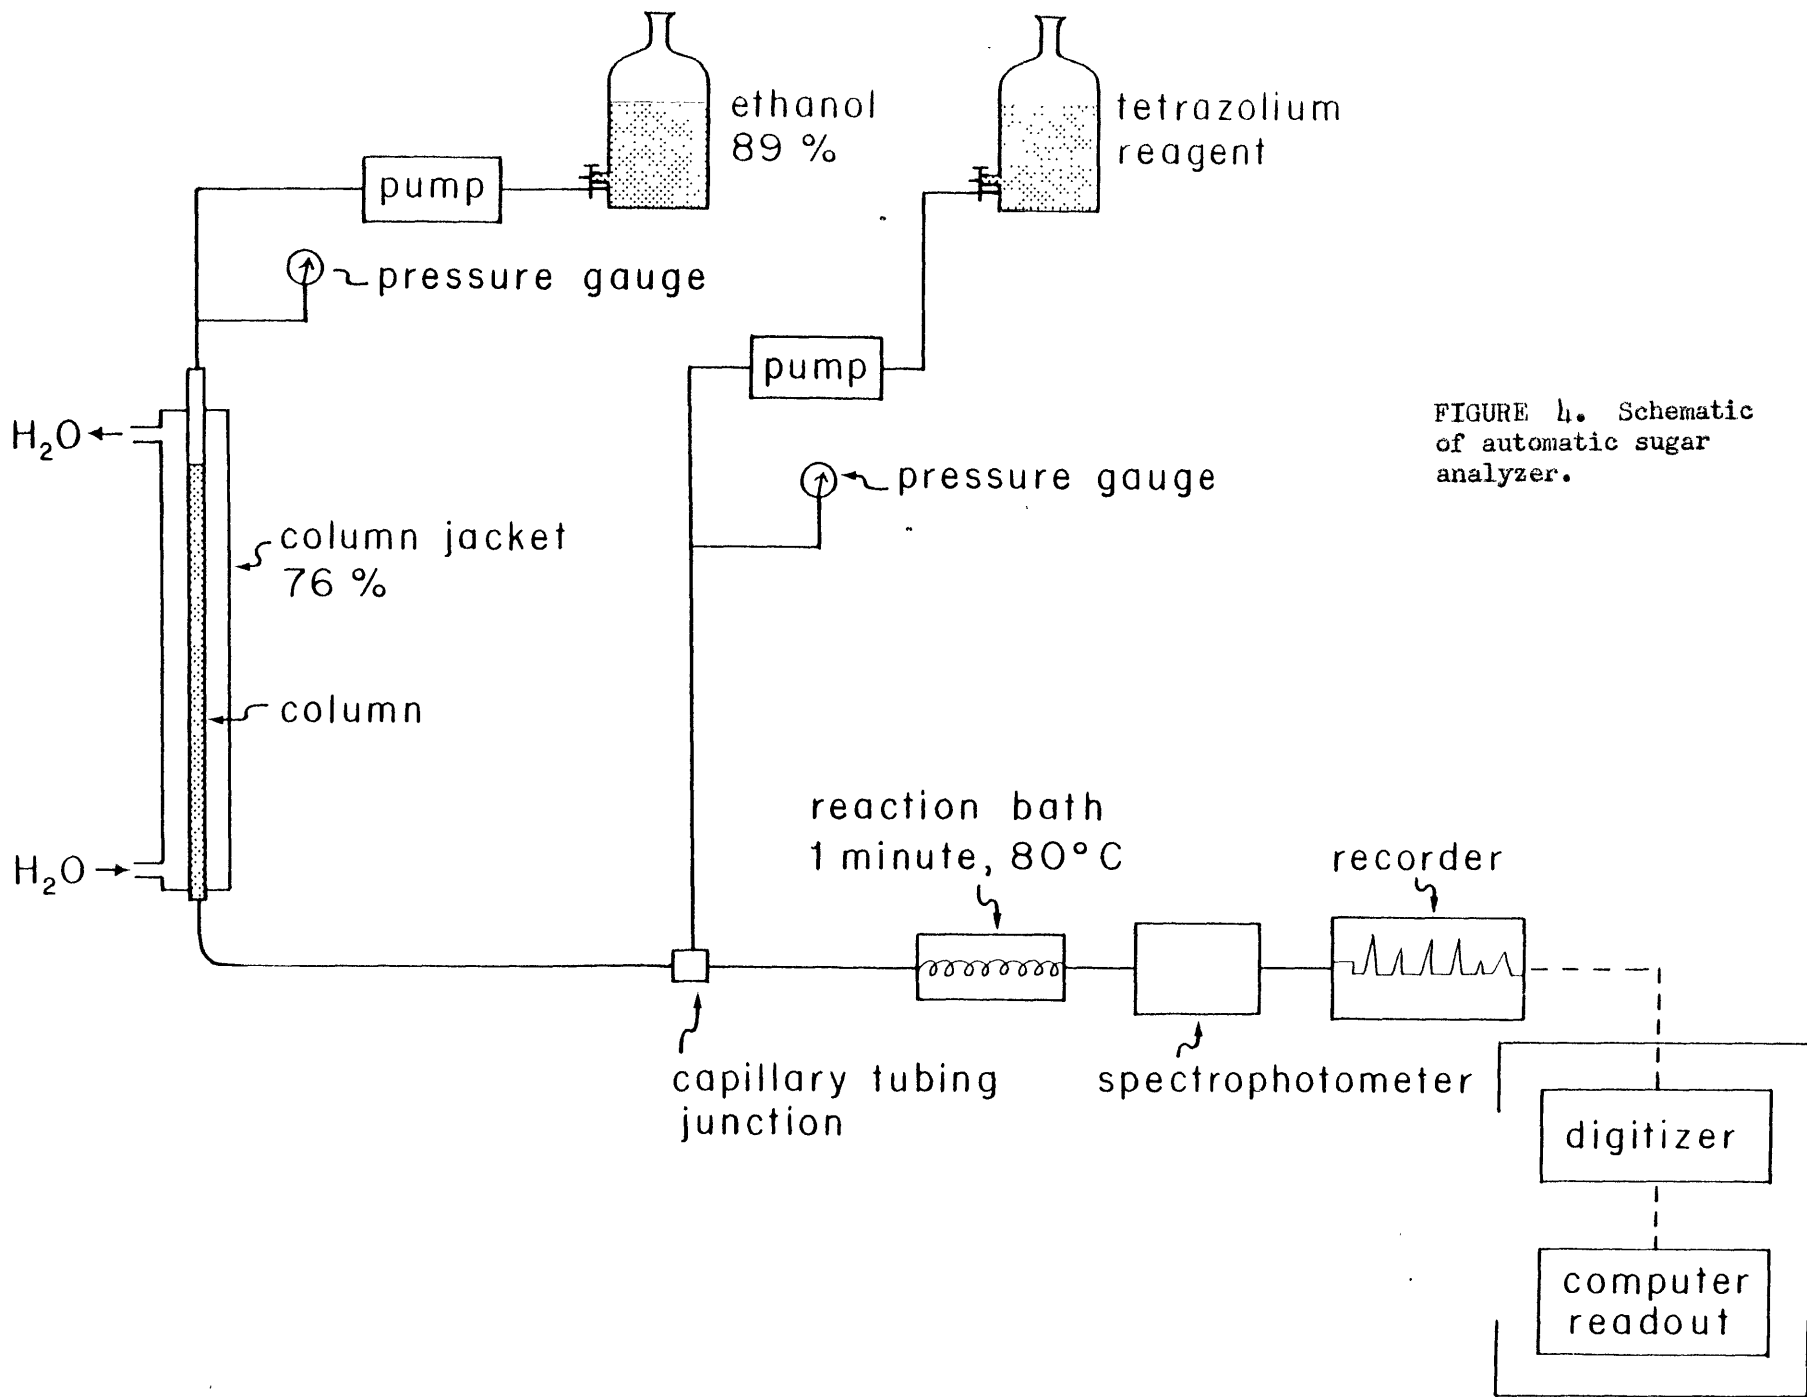 ethanol
89 %
tetrazolium
reagent
pump
pressure gauge
pump
FIGURE 4. Schematic
of automatic sugar
analyzer.
H₂O
pressure gauge
column jacket
76 %
column
reaction bath
1 minute, 80°C
H₂O
recorder
capillary tubing
junction
spectrophotometer
digitizer
computer
readout